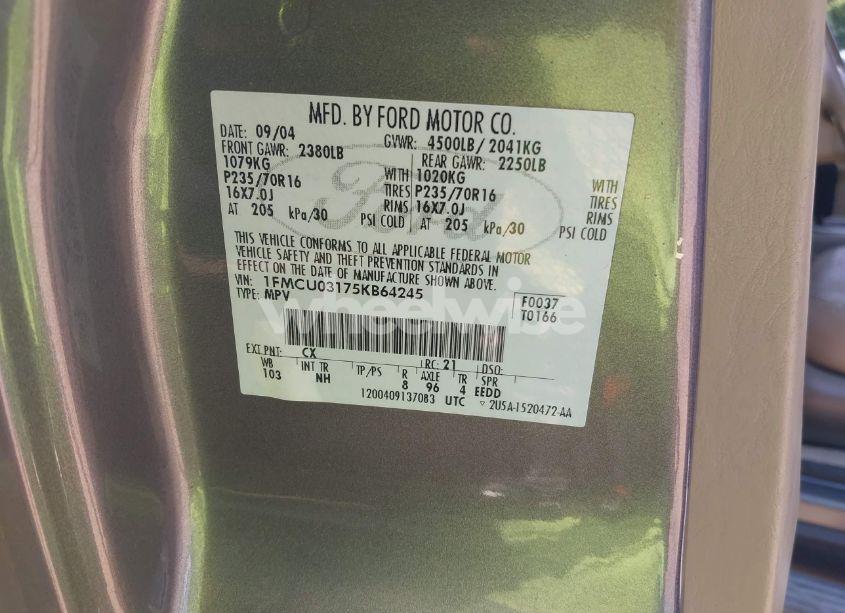 MFD. BY FORD MOTOR CO.
DATE: 09/04 GVWR: 4500LB/ 2041KG
FRONT GAWR: 2380LB REAR GAWR: 2250LB
1079KG WITH 1020KG WITH
P235/70R16 TIRES P235/70R16 TIRES
16X7.0J RIMS 16X7.0J RIMS
AT 205 kPa/30 PSI COLD AT 205 kPa/30 PSI COLD
Ford
THIS VEHICLE CONFORMS TO ALL APPLICABLE FEDERAL MOTOR
VEHICLE SAFETY AND THEFT PREVENTION STANDARDS IN
EFFECT ON THE DATE OF MANUFACTURE SHOWN ABOVE.
VIN: 1FMCU03175KB64245
TYPE: MPV
F0037
T0166
wheelwise
EXT PNT: CX RC: 21 DSO:
WB INT TR TP/PS R AXLE TR SPR
103 NH 8 96 4 EEDD
1200409137083 UTC ▽ 2U5A-1520472-AA